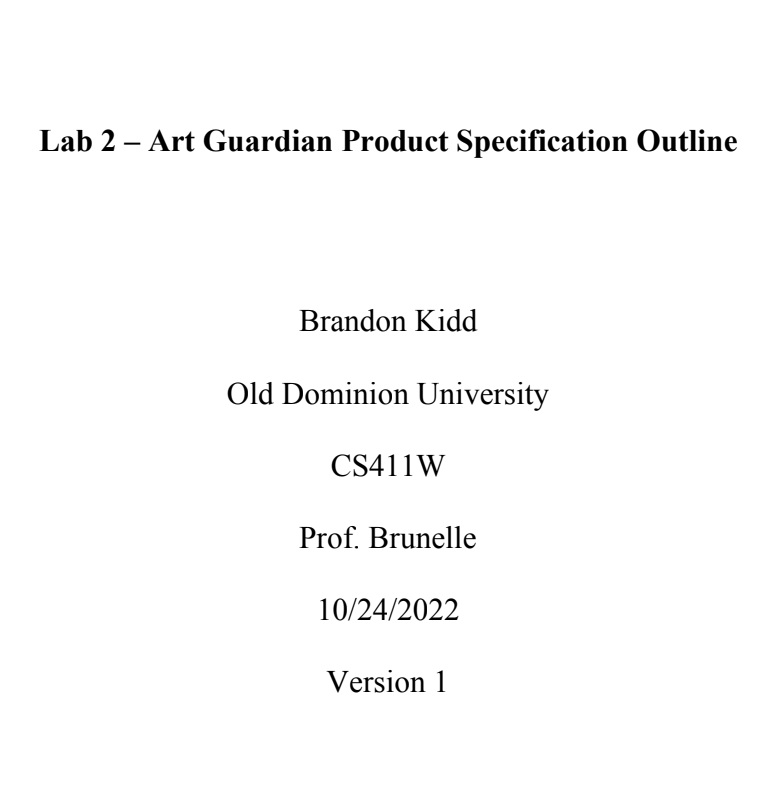 Lab 2 – Art Guardian Product Specification Outline
Brandon Kidd
Old Dominion University
CS411W
Prof. Brunelle
10/24/2022
Version 1